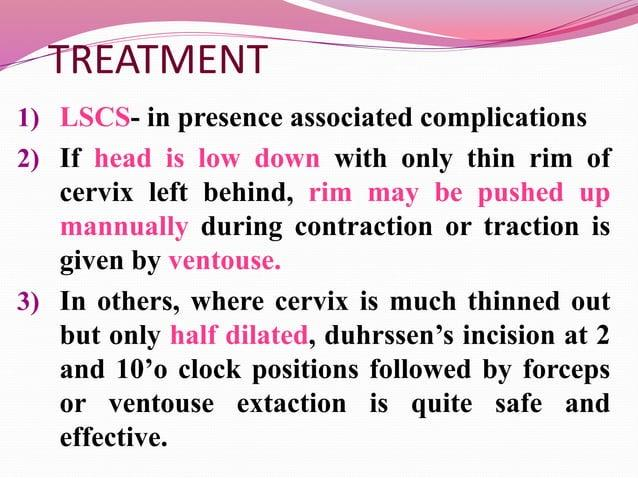 TREATMENT
1) LSCS- in presence associated complications
2) If head is low down with only thin rim of
cervix left behind, rim may be pushed up
mannually during contraction or traction is
given by ventouse.
3) In others, where cervix is much thinned out
but only half dilated, duhrssen’s incision at 2
and 10’o clock positions followed by forceps
or ventouse extaction is quite safe and
effective.